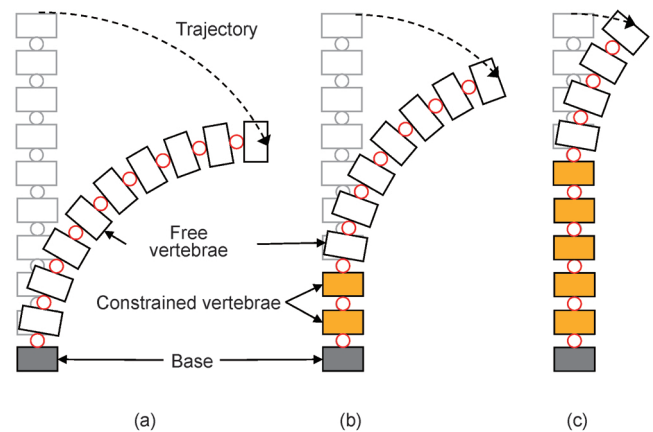 Trajectory
Free
vertebrae
Constrained vertebrae
Base
(a)
(b)
(c)